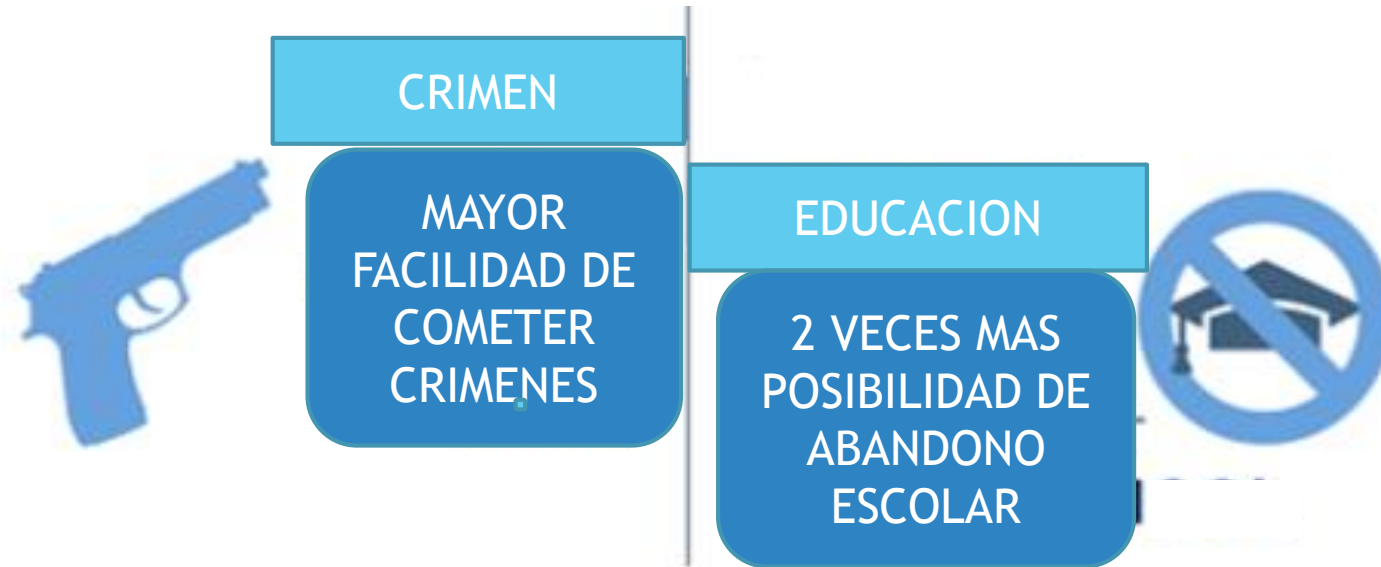 CRIMEN
MAYOR
FACILIDAD DE
COMETER
CRIMENES
EDUCACION
2 VECES MAS
POSIBILIDAD DE
ABANDONO
ESCOLAR